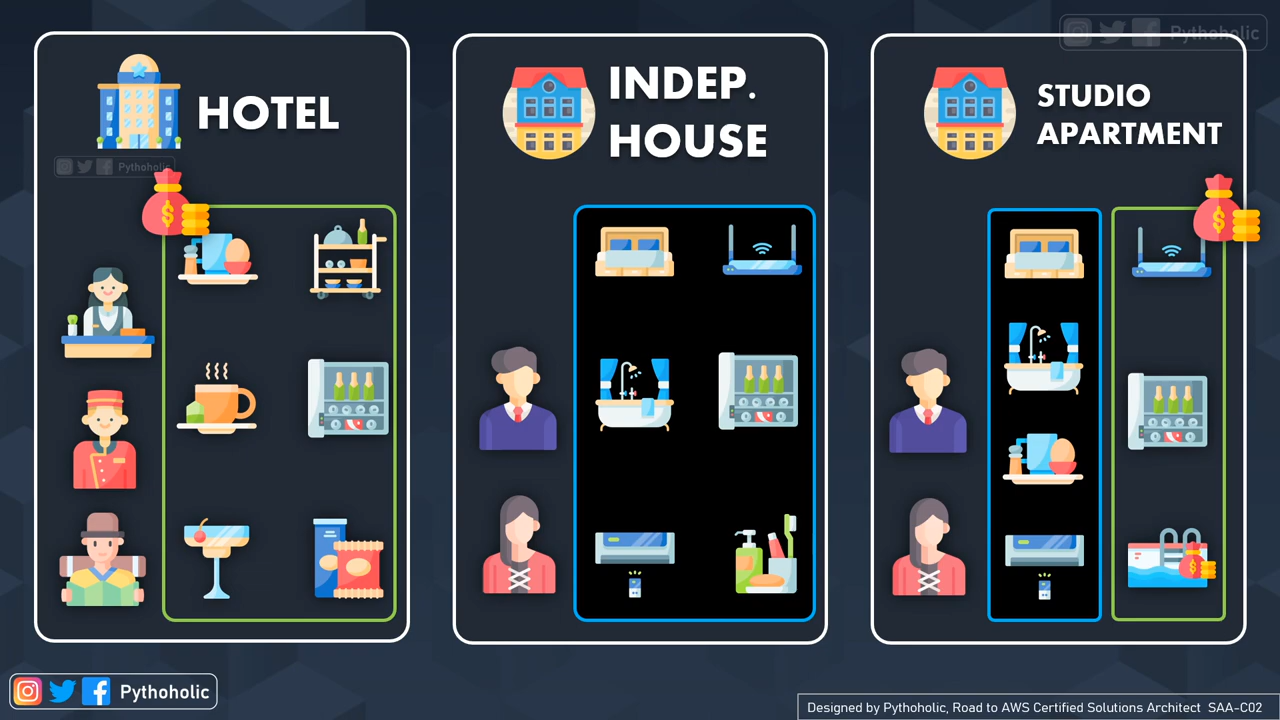 Pythoholic
HOTEL
INDEP.
HOUSE
STUDIO
APARTMENT
Pythoholic
$
$
$
Pythoholic
Designed by Pythoholic, Road to AWS Certified Solutions Architect SAA-C02